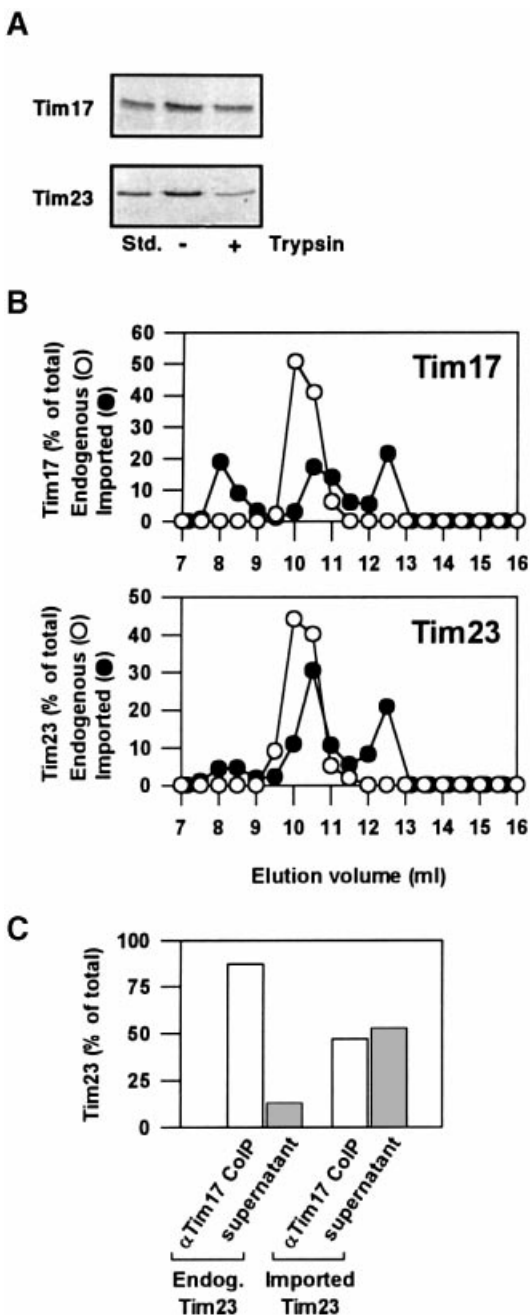 A
Tim17
Tim23
Std. - + Trypsin
B
Tim17 (% of total)
Endogenous (○)
Imported (●)
60
50
40
30
20
10
0
Tim17
7 8 9 10 11 12 13 14 15 16
Tim23 (% of total)
Endogenous (○)
Imported (●)
50
40
30
20
10
0
Tim23
7 8 9 10 11 12 13 14 15 16
Elution volume (ml)
C
Tim23 (% of total)
100
75
50
25
0
αTim17 CoIP
supernatant
αTim17 CoIP
supernatant
Endog. Imported
Tim23 Tim23